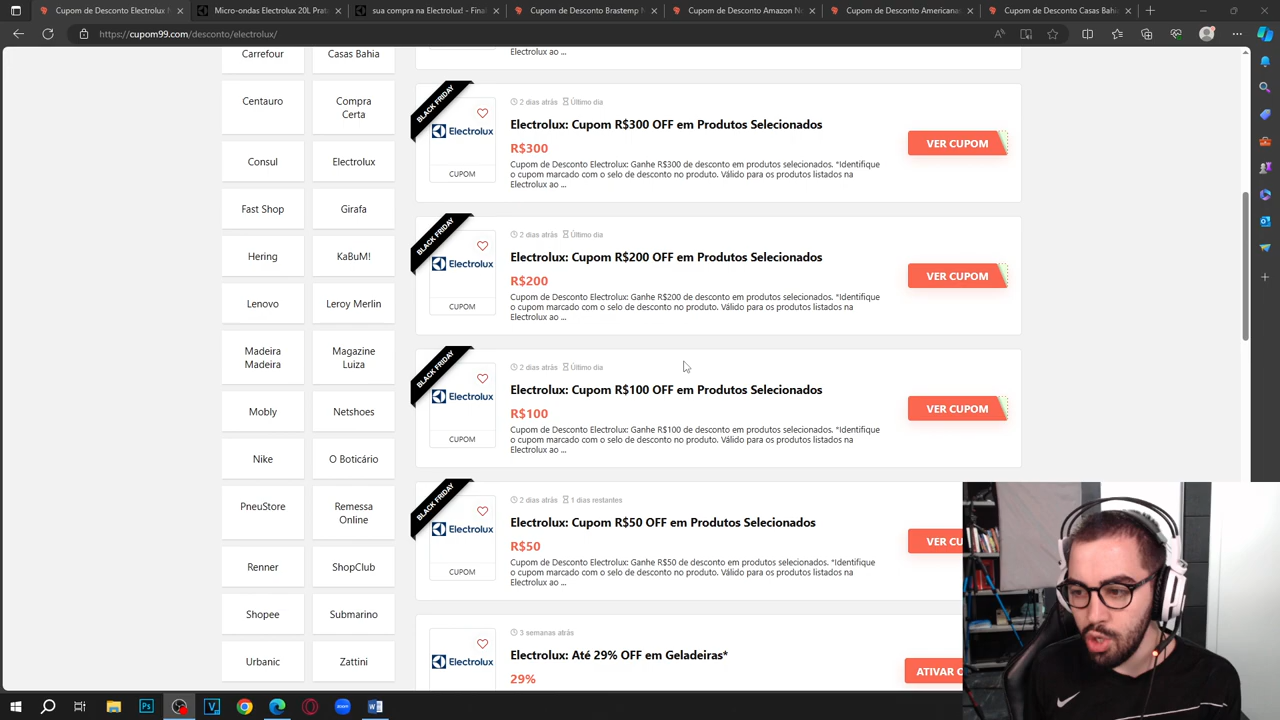 Cupom de Desconto Electrolux
Micro-ondas Electrolux 20L Prat
sua compra na Electrolux! - Fina
Cupom de Desconto Brastemp
Cupom de Desconto Amazon N
Cupom de Desconto Americana
Cupom de Desconto Casas Bahi
https://cupom99.com/desconto/electrolux/
Carrefour
Casas Bahia
Centauro
Compra
Certa
Consul
Electrolux
Fast Shop
Girafa
Hering
KaBuM!
Lenovo
Leroy Merlin
Madeira
Madeira
Magazine
Luiza
Mobly
Netshoes
Nike
O Boticário
PneuStore
Remessa
Online
Renner
ShopClub
Shopee
Submarino
Urbanic
Zattini
Electrolux ao ...
BLACK FRIDAY
Electrolux
CUPOM
2 dias atrás Último dia
Electrolux: Cupom R$300 OFF em Produtos Selecionados
R$300
Cupom de Desconto Electrolux: Ganhe R$300 de desconto em produtos selecionados. *Identifique
o cupom marcado com o selo de desconto no produto. Válido para os produtos listados na
Electrolux ao ...
VER CUPOM
BLACK FRIDAY
Electrolux
CUPOM
2 dias atrás Último dia
Electrolux: Cupom R$200 OFF em Produtos Selecionados
R$200
Cupom de Desconto Electrolux: Ganhe R$200 de desconto em produtos selecionados. *Identifique
o cupom marcado com o selo de desconto no produto. Válido para os produtos listados na
Electrolux ao ...
VER CUPOM
BLACK FRIDAY
Electrolux
CUPOM
2 dias atrás Último dia
Electrolux: Cupom R$100 OFF em Produtos Selecionados
R$100
Cupom de Desconto Electrolux: Ganhe R$100 de desconto em produtos selecionados. *Identifique
o cupom marcado com o selo de desconto no produto. Válido para os produtos listados na
Electrolux ao ...
VER CUPOM
BLACK FRIDAY
Electrolux
CUPOM
2 dias atrás 1 dias restantes
Electrolux: Cupom R$50 OFF em Produtos Selecionados
R$50
Cupom de Desconto Electrolux: Ganhe R$50 de desconto em produtos selecionados. *Identifique
o cupom marcado com o selo de desconto no produto. Válido para os produtos listados na
Electrolux ao ...
VER CU
Electrolux
3 semanas atrás
Electrolux: Até 29% OFF em Geladeiras*
29%
ATIVAR
Ps
zoom